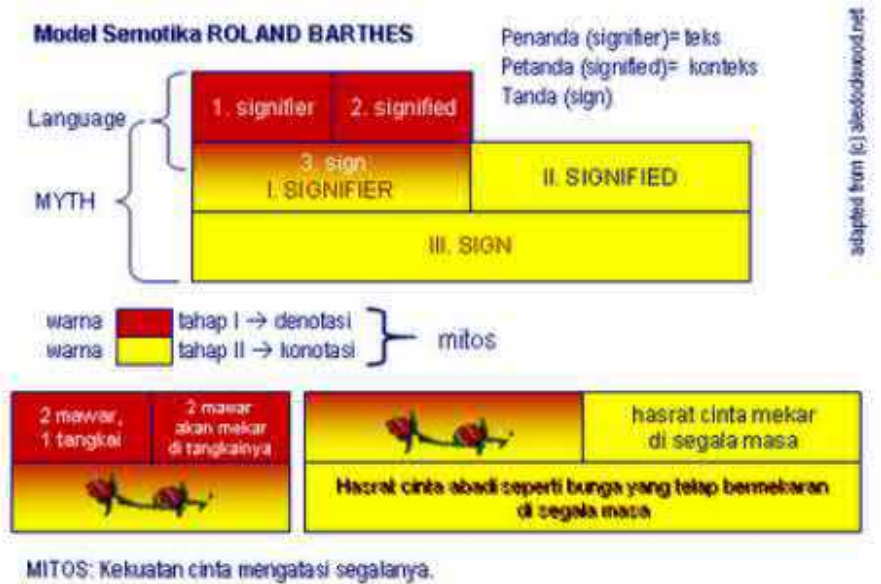 Model Semotika ROLAND BARTHES
Penanda (signifier)= teks
Petanda (signified)= konteks
Tanda (sign)
adapted from (c) aledockwood.net
Language
MYTH
1. signifier
2. signified
3. sign
I. SIGNIFIER
II. SIGNIFIED
III. SIGN
warna tahap I → denotasi
warna tahap II → konotasi
mitos
2 mawar,
1 tangkai
2 mawar
akan mekar
di tangkainya
hasrat cinta mekar
di segala masa
Hasrat cinta abadi seperti bunga yang tetap bermekaran
di segala masa
MITOS: Kekuatan cinta mengatasi segalanya.